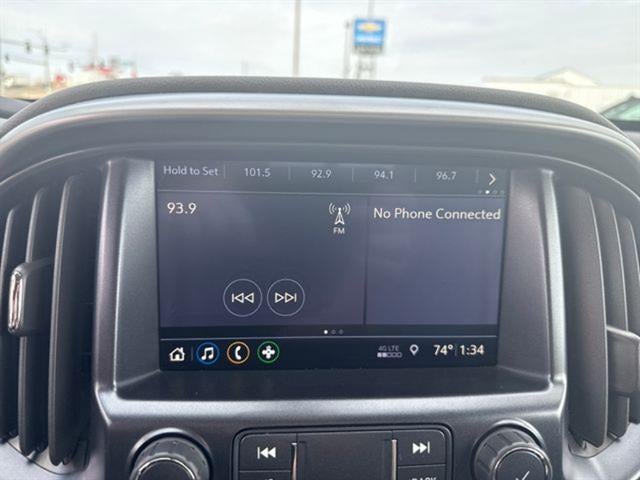 Hold to Set 101.5 92.9 94.1 96.7
93.9
FM
No Phone Connected
4G LTE
74° 1:34